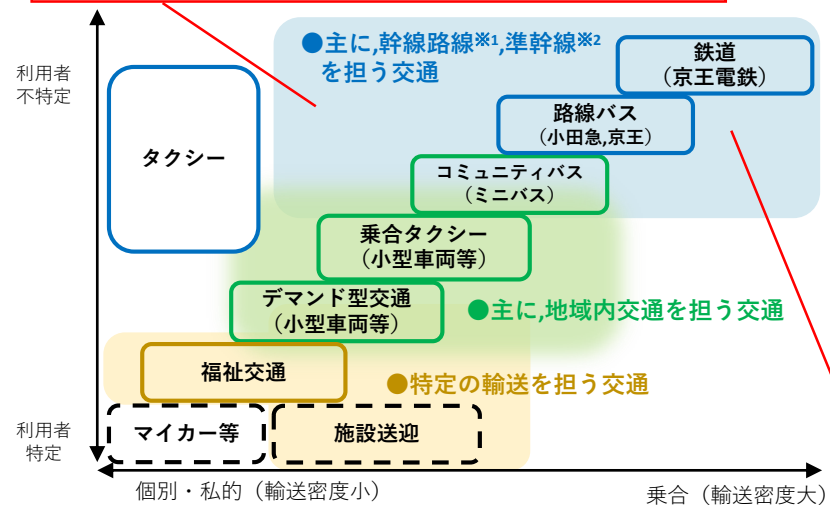 利用者
不特定
●主に,幹線路線※1,準幹線※2
を担う交通
鉄道
（京王電鉄）
路線バス
（小田急,京王）
タクシー
コミュニティバス
（ミニバス）
乗合タクシー
（小型車両等）
デマンド型交通
（小型車両等）
●主に,地域内交通を担う交通
福祉交通
●特定の輸送を担う交通
利用者
特定
マイカー等
施設送迎
個別・私的（輸送密度小）
乗合（輸送密度大）